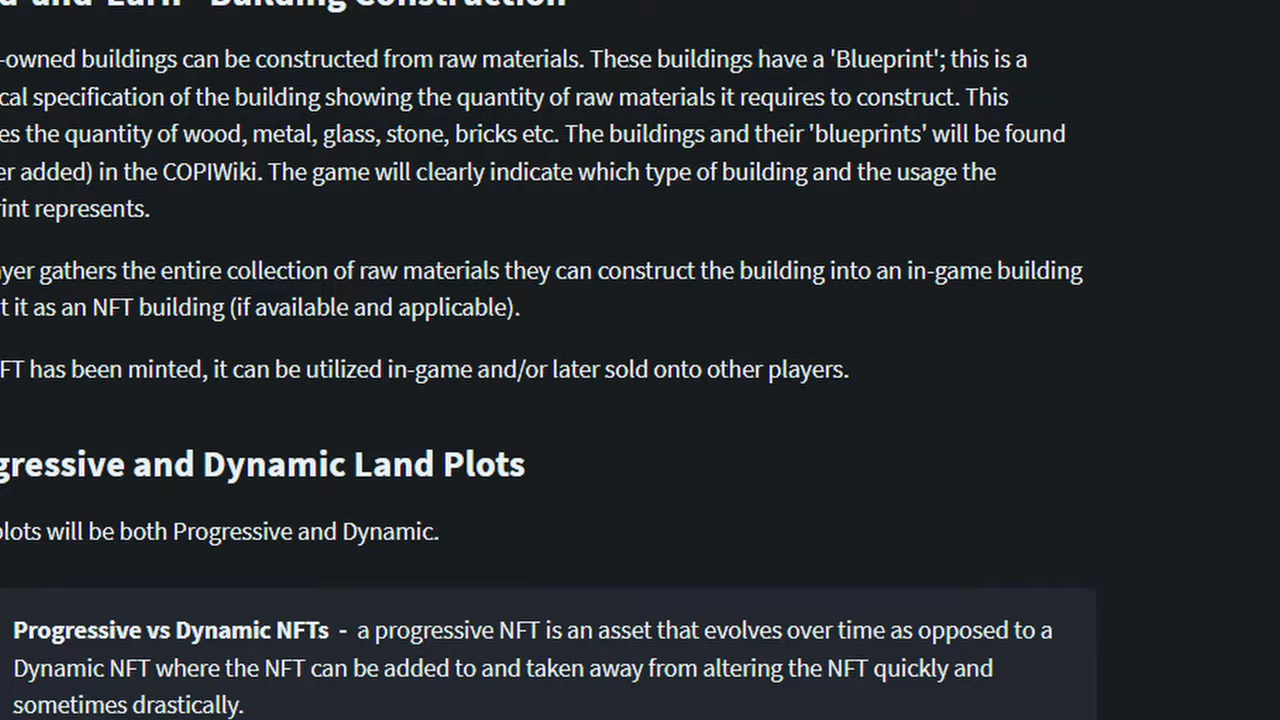 d-and-Earn - Building Construction
-owned buildings can be constructed from raw materials. These buildings have a 'Blueprint'; this is a
cal specification of the building showing the quantity of raw materials it requires to construct. This
es the quantity of wood, metal, glass, stone, bricks etc. The buildings and their 'blueprints' will be found
er added) in the COPIWiki. The game will clearly indicate which type of building and the usage the
rint represents.
ayer gathers the entire collection of raw materials they can construct the building into an in-game building
t it as an NFT building (if available and applicable).
FT has been minted, it can be utilized in-game and/or later sold onto other players.
gressive and Dynamic Land Plots
plots will be both Progressive and Dynamic.
Progressive vs Dynamic NFTs - a progressive NFT is an asset that evolves over time as opposed to a
Dynamic NFT where the NFT can be added to and taken away from altering the NFT quickly and
sometimes drastically.